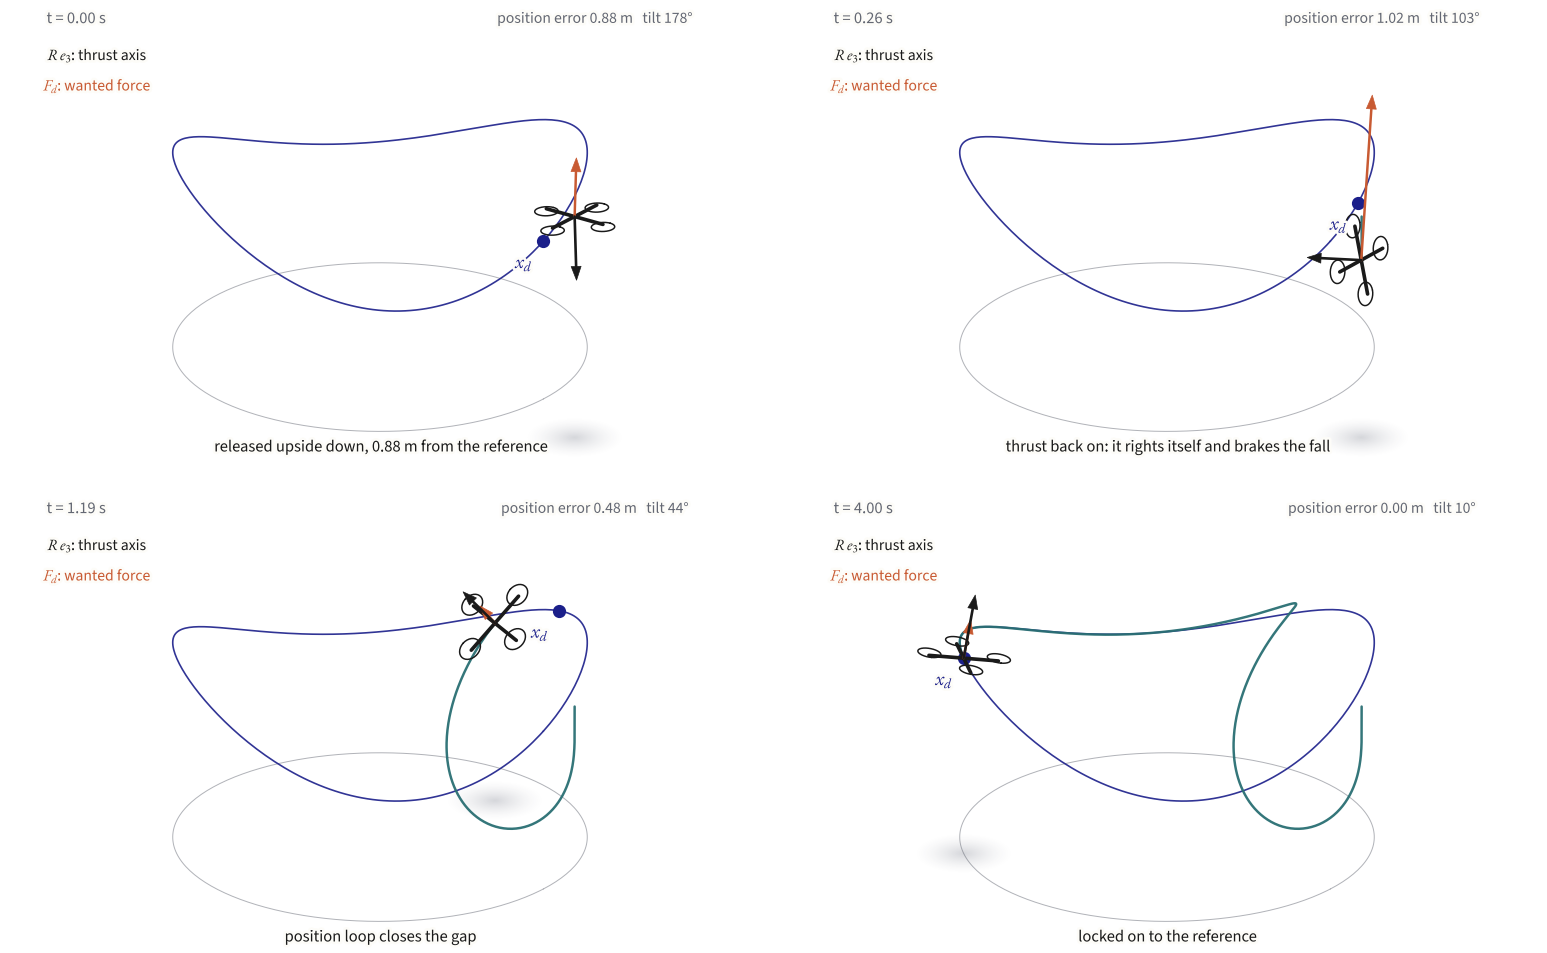 t = 0.00 s position error 0.88 m tilt 178°
R e₃: thrust axis
F_d: wanted force
x_d
released upside down, 0.88 m from the reference
t = 0.26 s position error 1.02 m tilt 103°
R e₃: thrust axis
F_d: wanted force
x_d
thrust back on: it rights itself and brakes the fall
t = 1.19 s position error 0.48 m tilt 44°
R e₃: thrust axis
F_d: wanted force
x_d
position loop closes the gap
t = 4.00 s position error 0.00 m tilt 10°
R e₃: thrust axis
F_d: wanted force
x_d
locked on to the reference